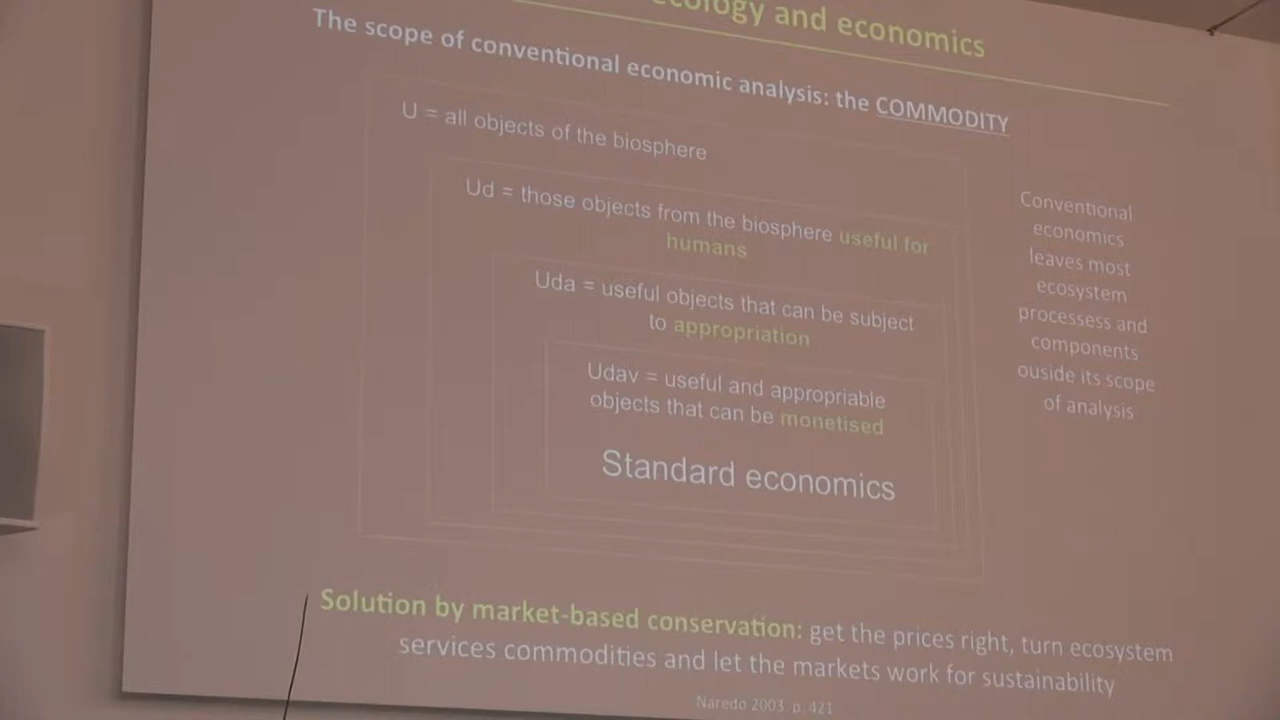 ecology and economics
The scope of conventional economic analysis: the COMMODITY
U = all objects of the biosphere
Ud = those objects from the biosphere useful for
humans
Uda = useful objects that can be subject
to appropriation
Udav = useful and appropriable
objects that can be monetised
Standard economics
Conventional
economics
leaves most
ecosystem
processess and
components
ouside its scope
of analysis
Solution by market-based conservation: get the prices right, turn ecosystem
services commodities and let the markets work for sustainability
Naredo 2003. p. 421